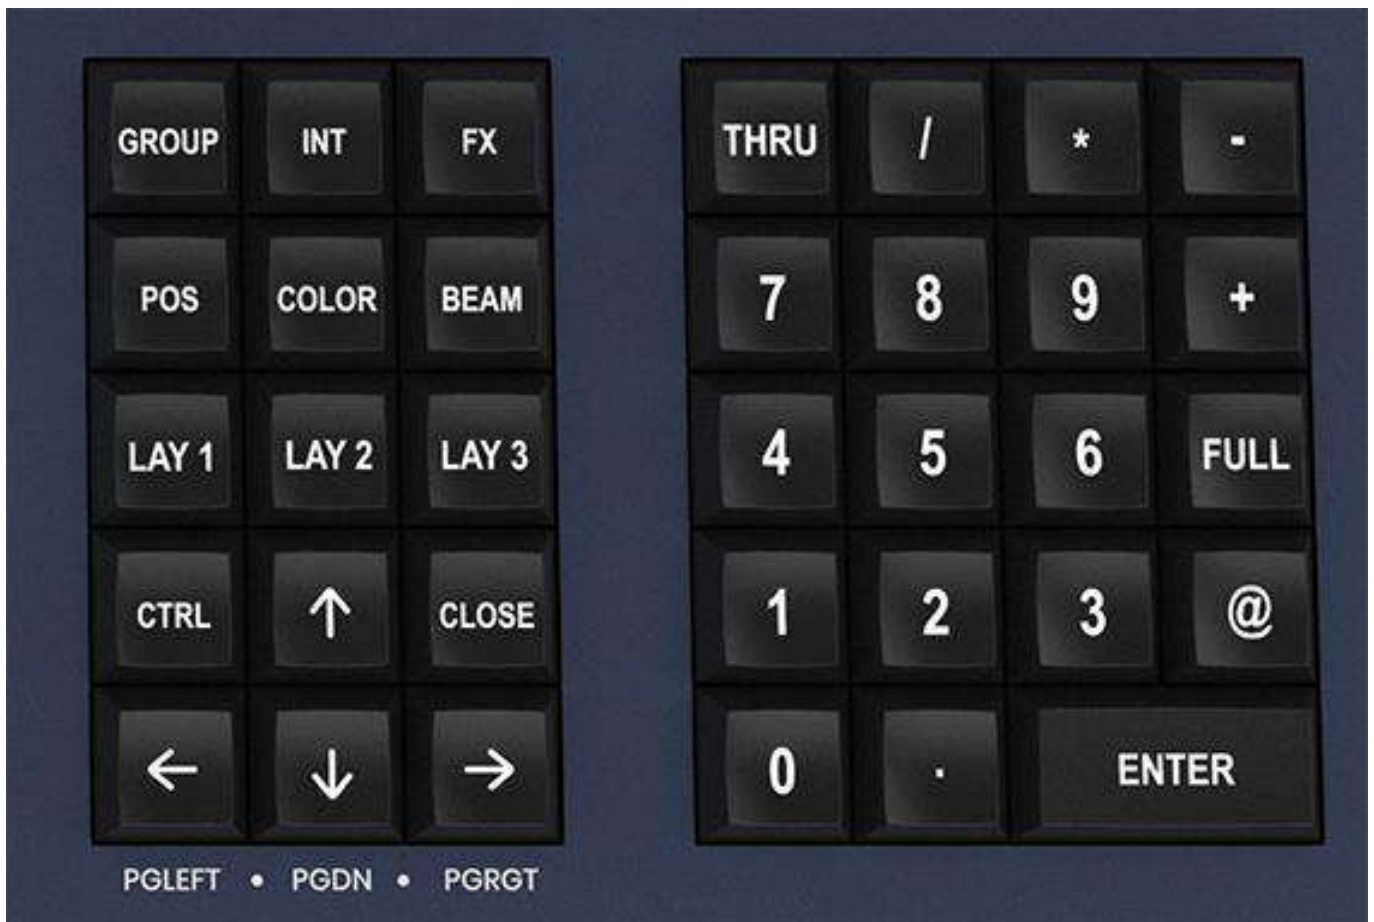 GROUP INT FX
POS COLOR BEAM
LAY 1 LAY 2 LAY 3
CTRL ↑ CLOSE
← ↓ →
PGLEFT • PGDN • PGRGT
THRU / * -
7 8 9 +
4 5 6 FULL
1 2 3 @
0 . ENTER